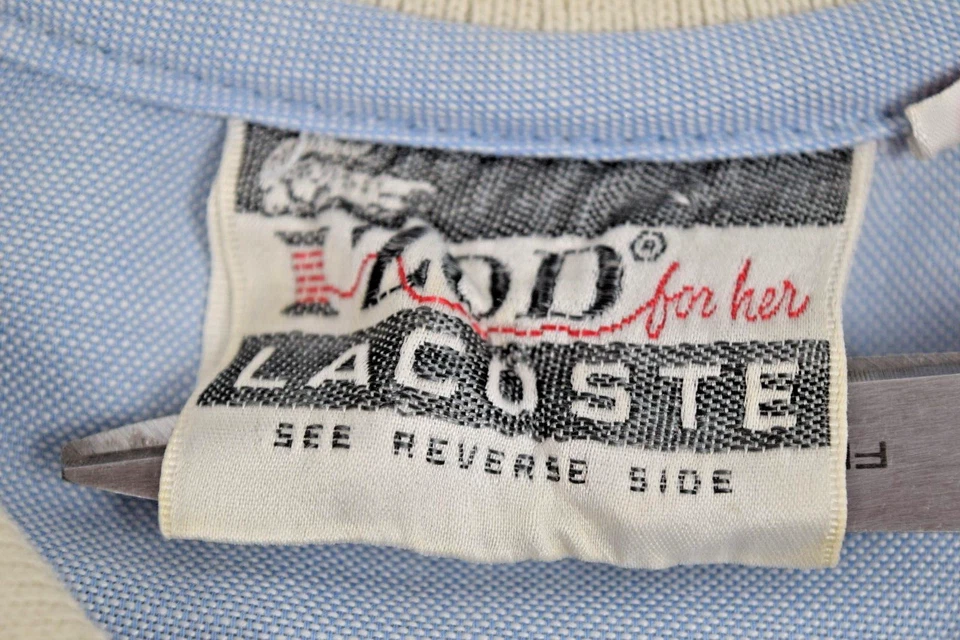 IZOD® for her
LACOSTE
SEE REVERSE SIDE